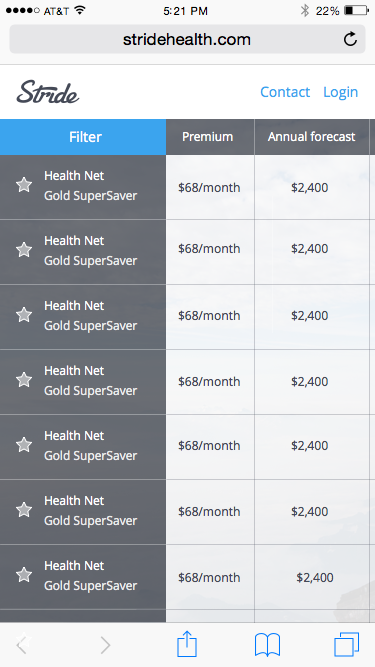 AT&T 5:21 PM 22%
stridehealth.com
Stride Contact Login
Filter Premium Annual forecast
Health Net
Gold SuperSaver $68/month $2,400
Health Net
Gold SuperSaver $68/month $2,400
Health Net
Gold SuperSaver $68/month $2,400
Health Net
Gold SuperSaver $68/month $2,400
Health Net
Gold SuperSaver $68/month $2,400
Health Net
Gold SuperSaver $68/month $2,400
Health Net
Gold SuperSaver $68/month $2,400